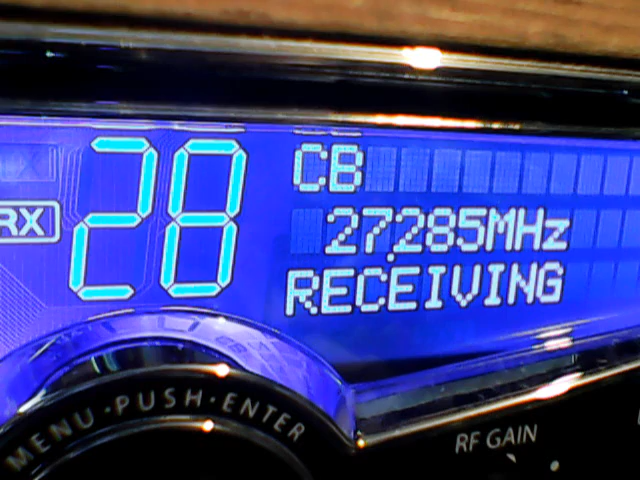 28
CB
RX
27.285MHz
RECEIVING
MENU·PUSH·ENTER
RF GAIN